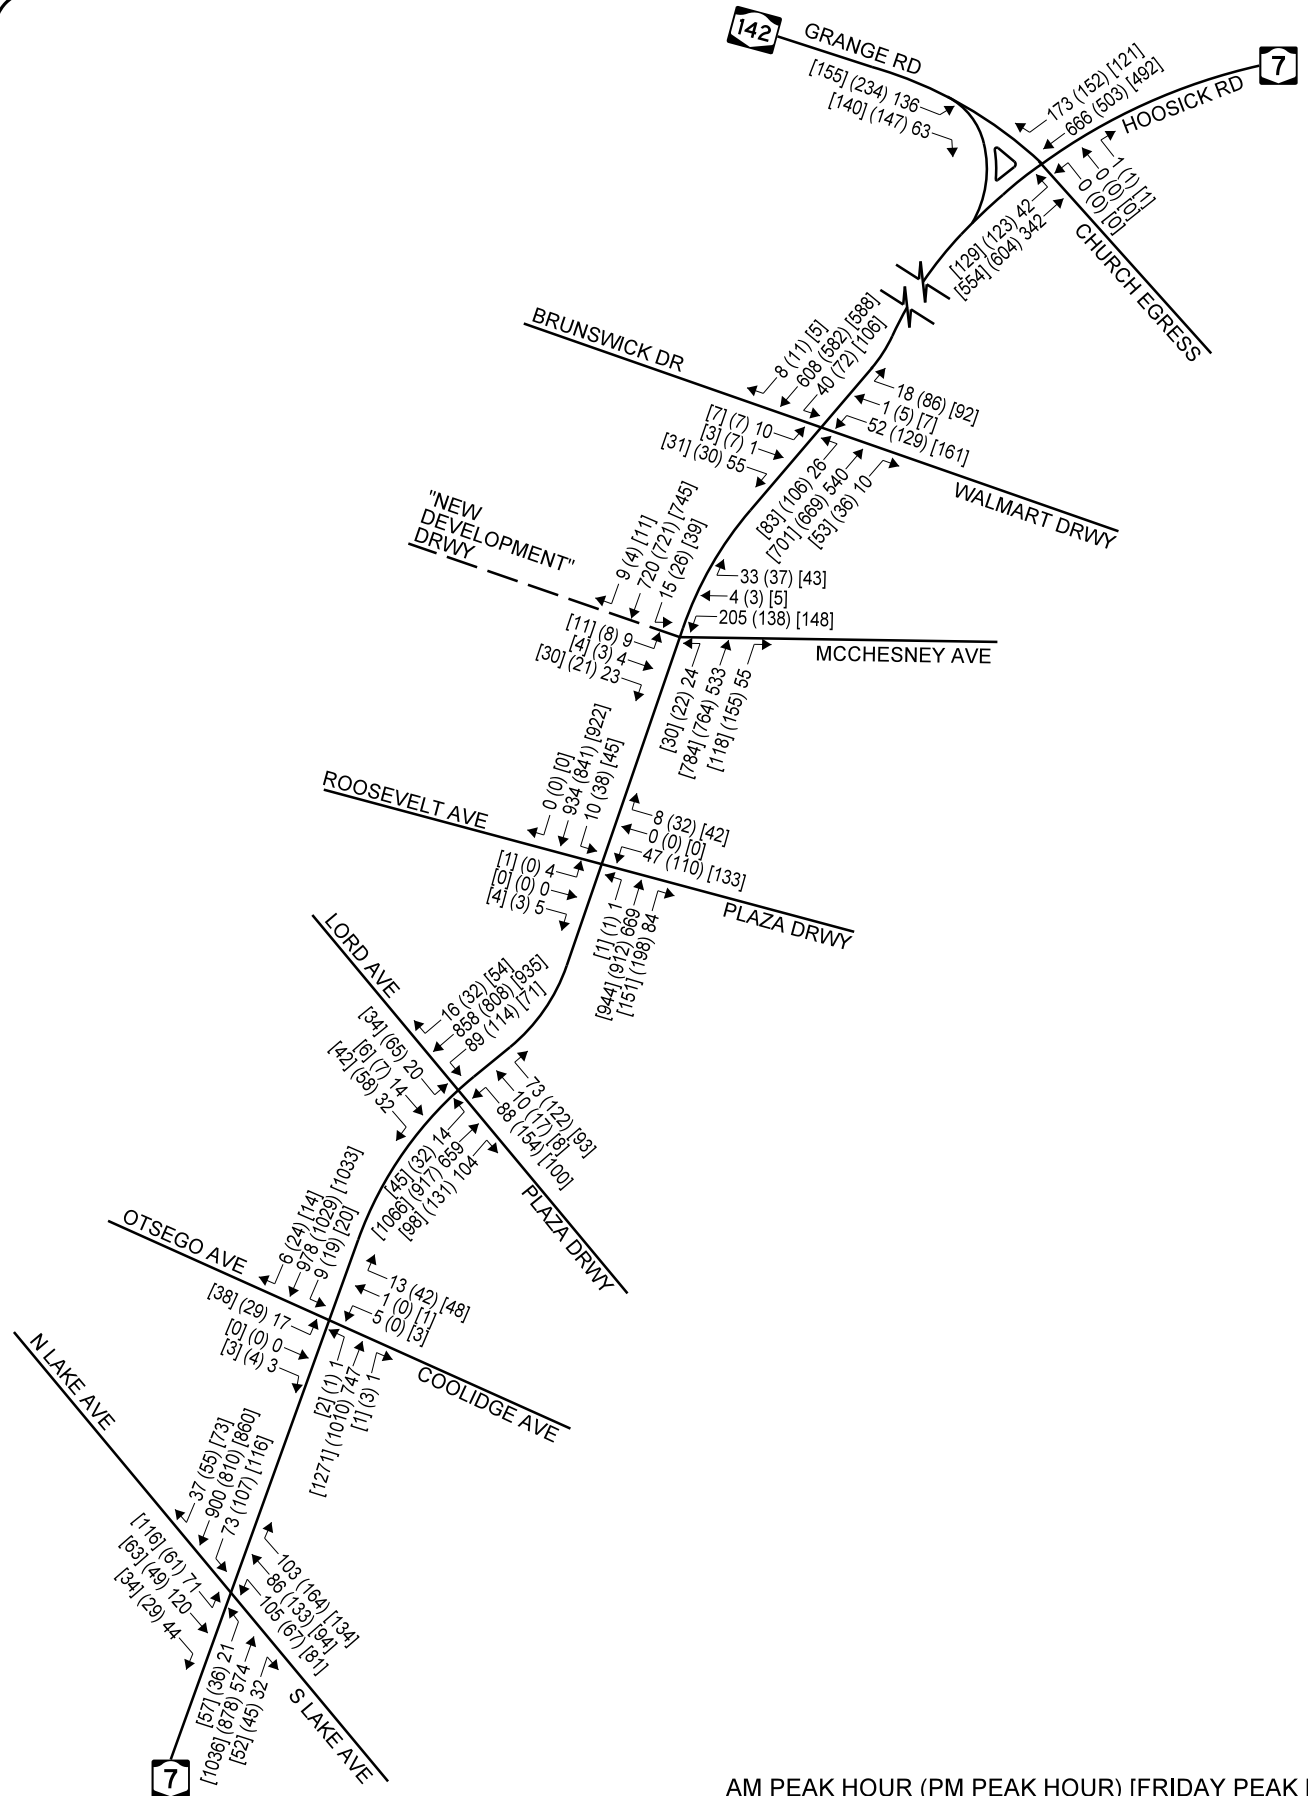 142
GRANGE RD
[155] (234) 136
[140] (147) 63
173 (152) [121]
666 (503) [492]
7
HOOSICK RD
1 (1) [1]
0 (0) [0]
0 (0) [0]
[129] (123) 42
[554] (604) 342
CHURCH EGRESS
BRUNSWICK DR
8 (11) [5]
608 (582) [588]
40 (72) [106]
[7] (7) 10
[3] (7) 1
[31] (30) 55
18 (86) [92]
1 (5) [7]
52 (129) [161]
[83] (106) 26
[701] (669) 540
[53] (36) 10
WALMART DRWY
"NEW
DEVELOPMENT"
DRWY
9 (4) [11]
720 (721) [745]
15 (26) [39]
[11] (8) 9
[4] (3) 4
[30] (21) 23
33 (37) [43]
4 (3) [5]
205 (138) [148]
MCCHESNEY AVE
[30] (22) 24
[784] (764) 533
[118] (155) 55
ROOSEVELT AVE
0 (0) [0]
934 (841) [922]
10 (38) [45]
[1] (0) 4
[0] (0) 0
[4] (3) 5
8 (32) [42]
0 (0) [0]
47 (110) [133]
[1] (1) 1
[944] (912) 669
[151] (198) 84
PLAZA DRWY
LORD AVE
16 (32) [54]
858 (808) [935]
89 (114) [71]
[34] (65) 20
[6] (7) 14
[42] (58) 32
73 (122) [93]
10 (17) [8]
88 (154) [100]
[45] (32) 14
[1066] (917) 659
[98] (131) 104
PLAZA DRWY
OTSEGO AVE
6 (24) [14]
978 (1029) [1033]
9 (19) [20]
[38] (29) 17
[0] (0) 0
[3] (4) 3
13 (42) [48]
1 (0) [1]
5 (0) [3]
[2] (1) 1
[1271] (1010) 747
[1] (3) 1
COOLIDGE AVE
N LAKE AVE
37 (55) [73]
900 (810) [860]
73 (107) [116]
[116] (61) 71
[63] (49) 120
[34] (29) 44
103 (164) [134]
86 (133) [94]
105 (67) [81]
[57] (36) 21
[1036] (878) 574
[52] (45) 32
S LAKE AVE
7
AM PEAK HOUR (PM PEAK HOUR) [FRIDAY PEAK